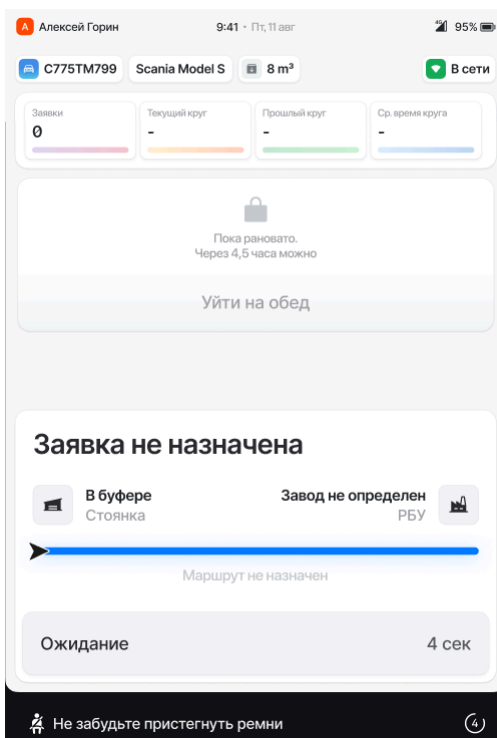 А Алексей Горин
9:41 · Пт, 11 авг
4G 95%
С775ТМ799
Scania Model S
8 m³
В сети
Заявки
0
Текущий круг
-
Прошлый круг
-
Ср. время круга
-
Пока рановато.
Через 4,5 часа можно
Уйти на обед
Заявка не назначена
В буфере
Стоянка
Завод не определен
РБУ
Маршрут не назначен
Ожидание
4 сек
Не забудьте пристегнуть ремни
4